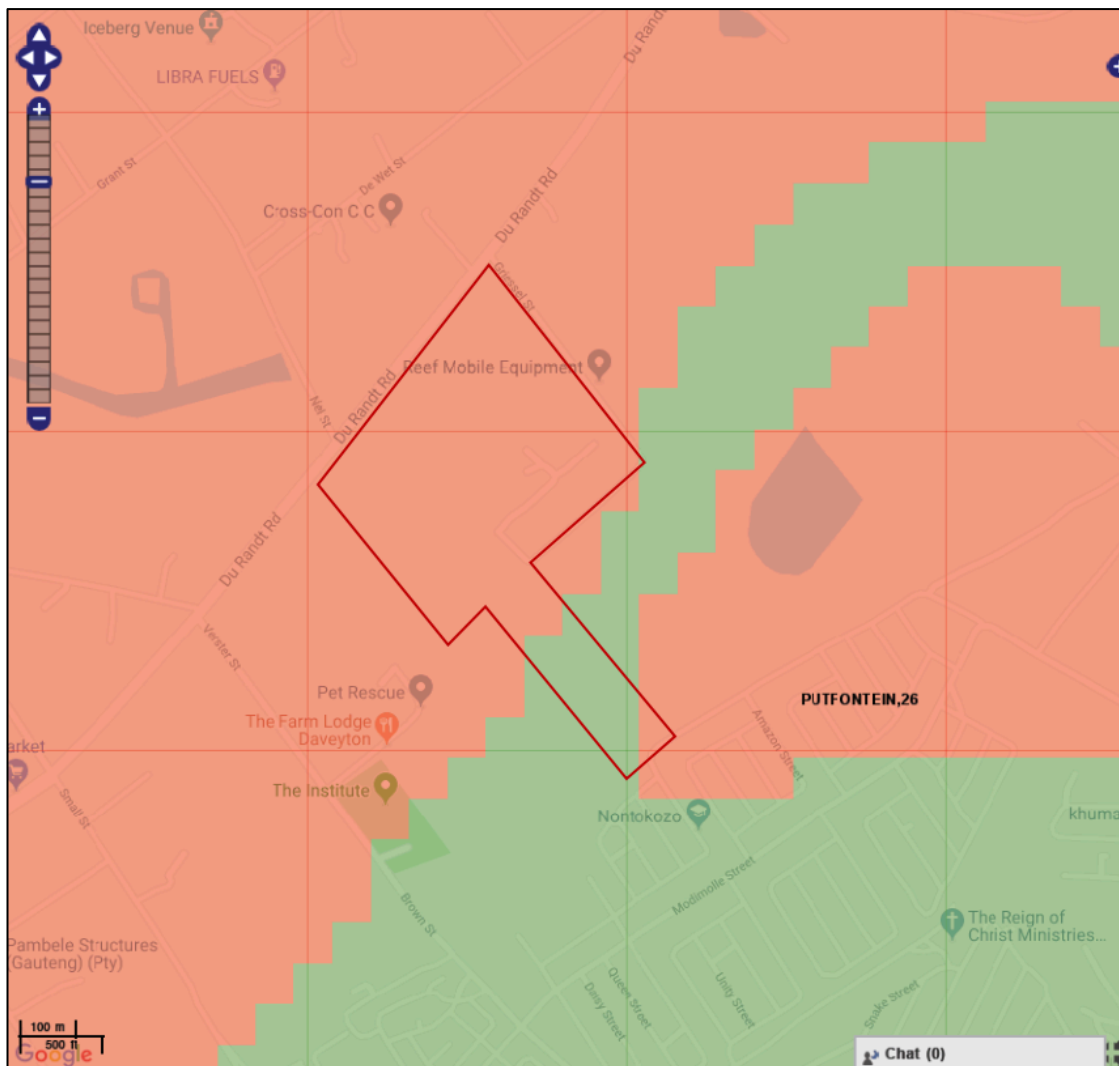 Iceberg Venue
LIBRA FUELS
Du Randt
Grant St
De Wet St
Cross-Con C C
Du Randt Rd
Griessel St
Reef Mobile Equipment
Nel St
Du Randt Rd
Du Randt Rd
Verster St
Pet Rescue
The Farm Lodge
Daveyton
PUTFONTEIN,26
Amazon Street
arket
The Institute
Small St
Nontokozo
khuma
Modimolle Street
Brown St
The Reign of
Christ Ministries...
Pambele Structures
(Gauteng) (Pty)
Queen Street
Daisy Street
Unity Street
Snake Street
100 m
500 ft
Google
Chat (0)